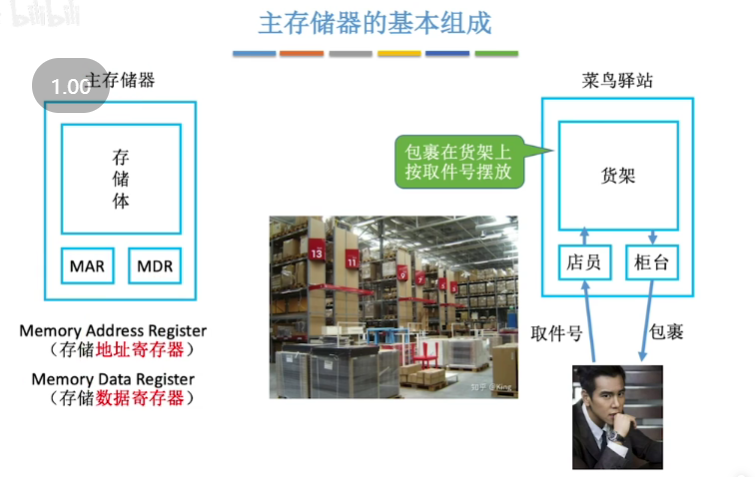 bilibili
主存储器的基本组成
1.00
主存储器
存
储
体
MAR
MDR
Memory Address Register
（存储地址寄存器）
Memory Data Register
（存储数据寄存器）
包裹在货架上
按取件号摆放
13
11
9
知乎 @King
菜鸟驿站
货架
店员
柜台
取件号
包裹